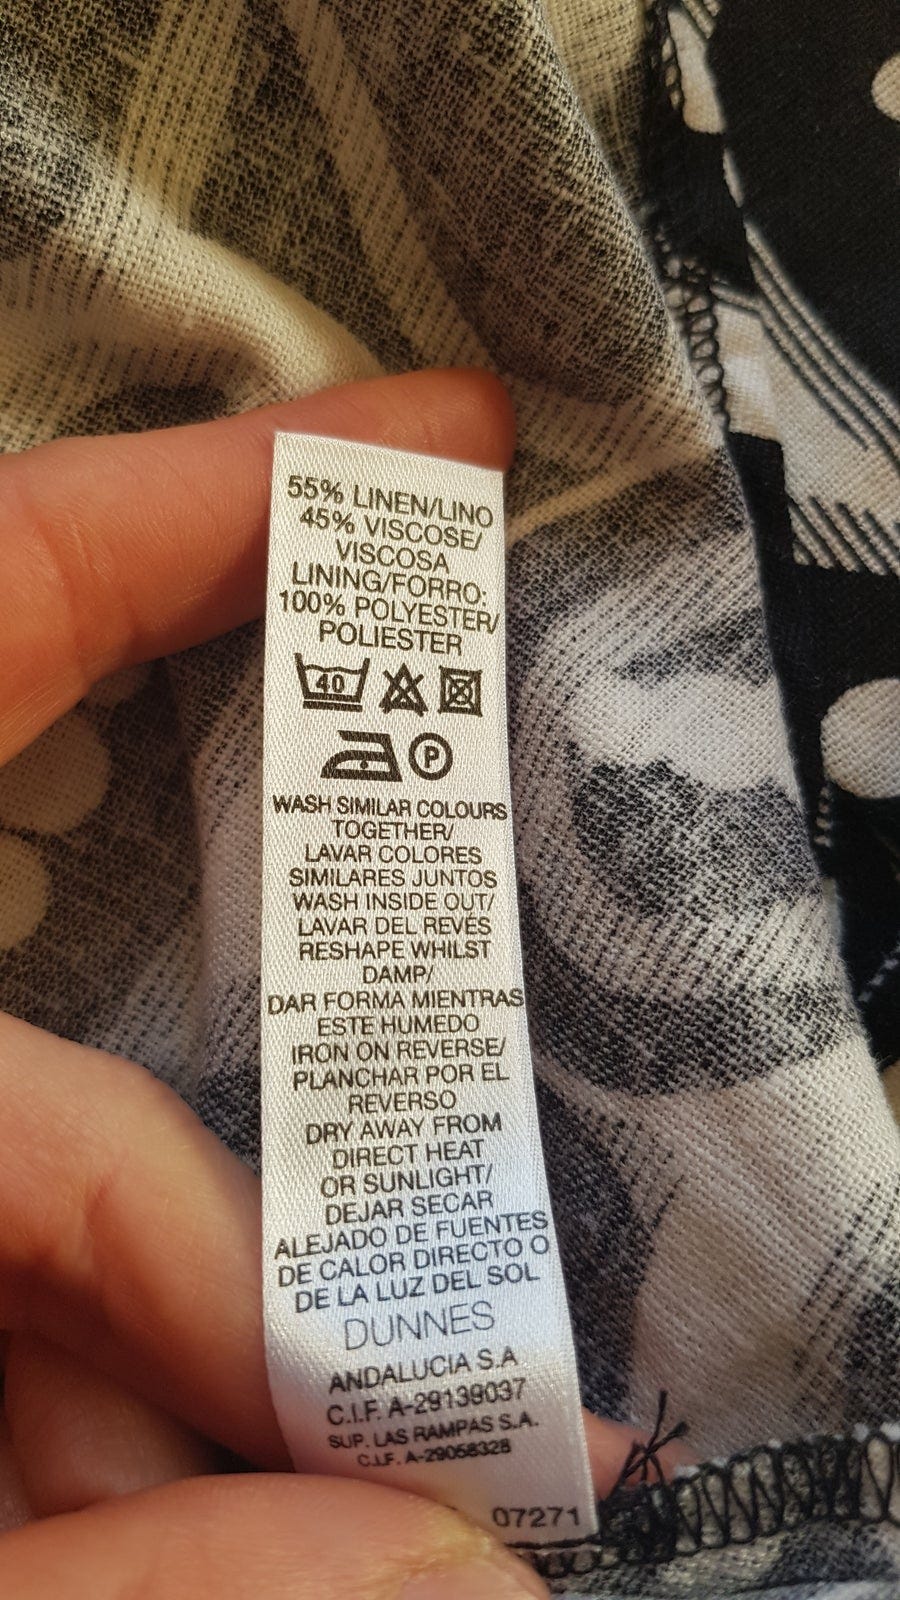 55% LINEN/LINO
45% VISCOSE/
VISCOSA
LINING/FORRO:
100% POLYESTER/
POLIESTER
40
P
WASH SIMILAR COLOURS
TOGETHER/
LAVAR COLORES
SIMILARES JUNTOS
WASH INSIDE OUT/
LAVAR DEL REVES
RESHAPE WHILST
DAMP/
DAR FORMA MIENTRAS
ESTE HUMEDO
IRON ON REVERSE/
PLANCHAR POR EL
REVERSO
DRY AWAY FROM
DIRECT HEAT
OR SUNLIGHT/
DEJAR SECAR
ALEJADO DE FUENTES
DE CALOR DIRECTO O
DE LA LUZ DEL SOL
DUNNES
ANDALUCIA S.A
C.I.F. A-29139037
SUP. LAS RAMPAS S.A.
C.I.F. A-29058328
07271